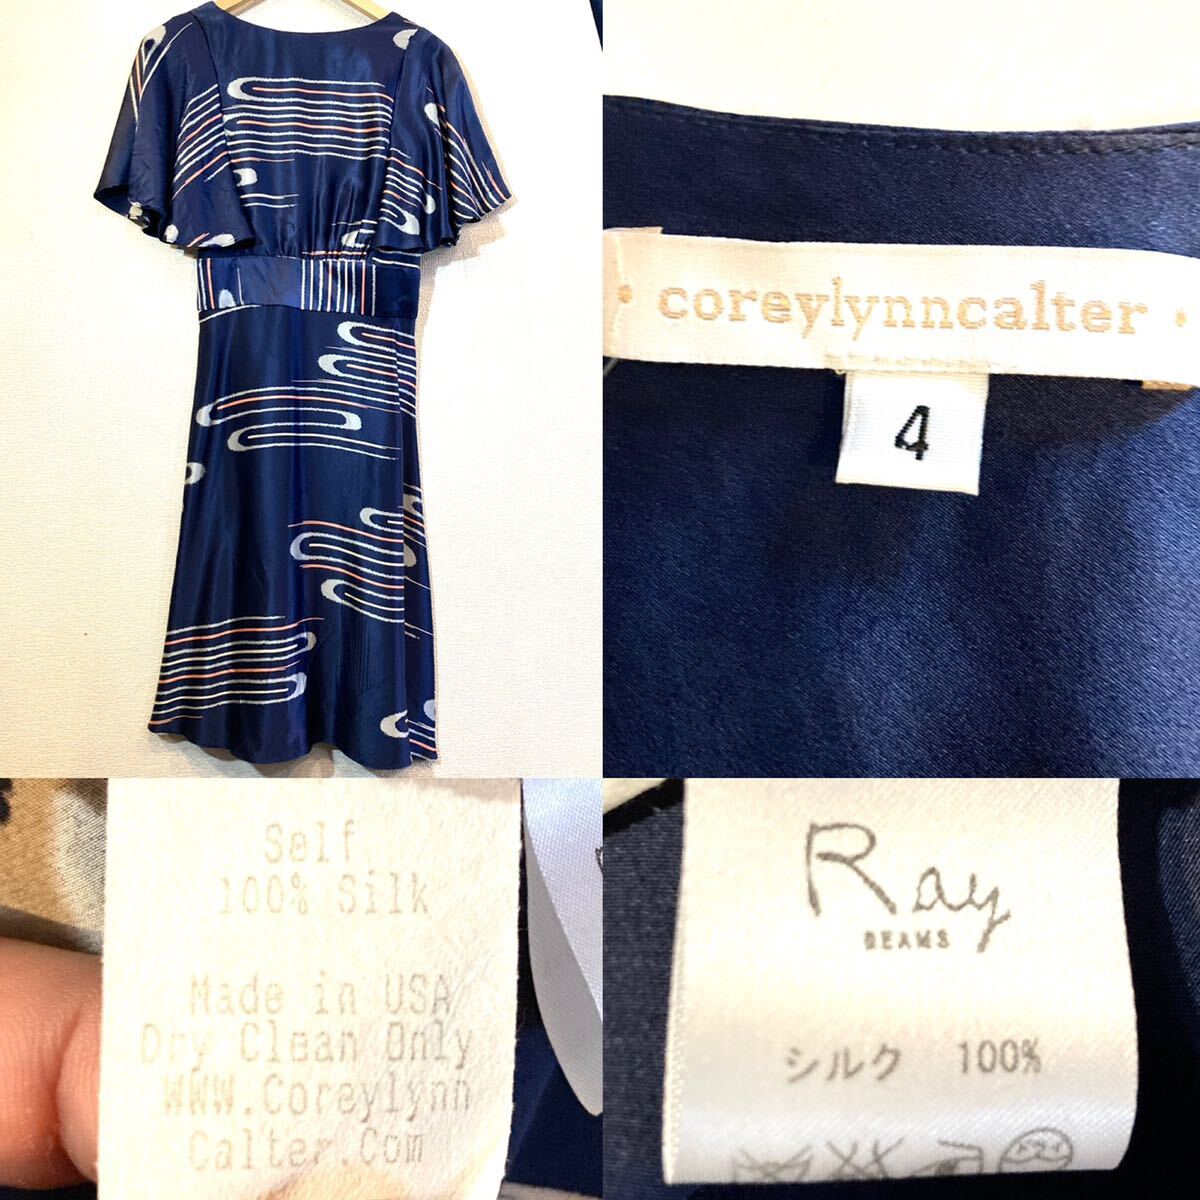 coreylynncalter
4
Self
100% Silk
Made in USA
Dry Clean Only
WWW.Coreylynn
Calter.Com
Ray
BEAMS
シルク 100%